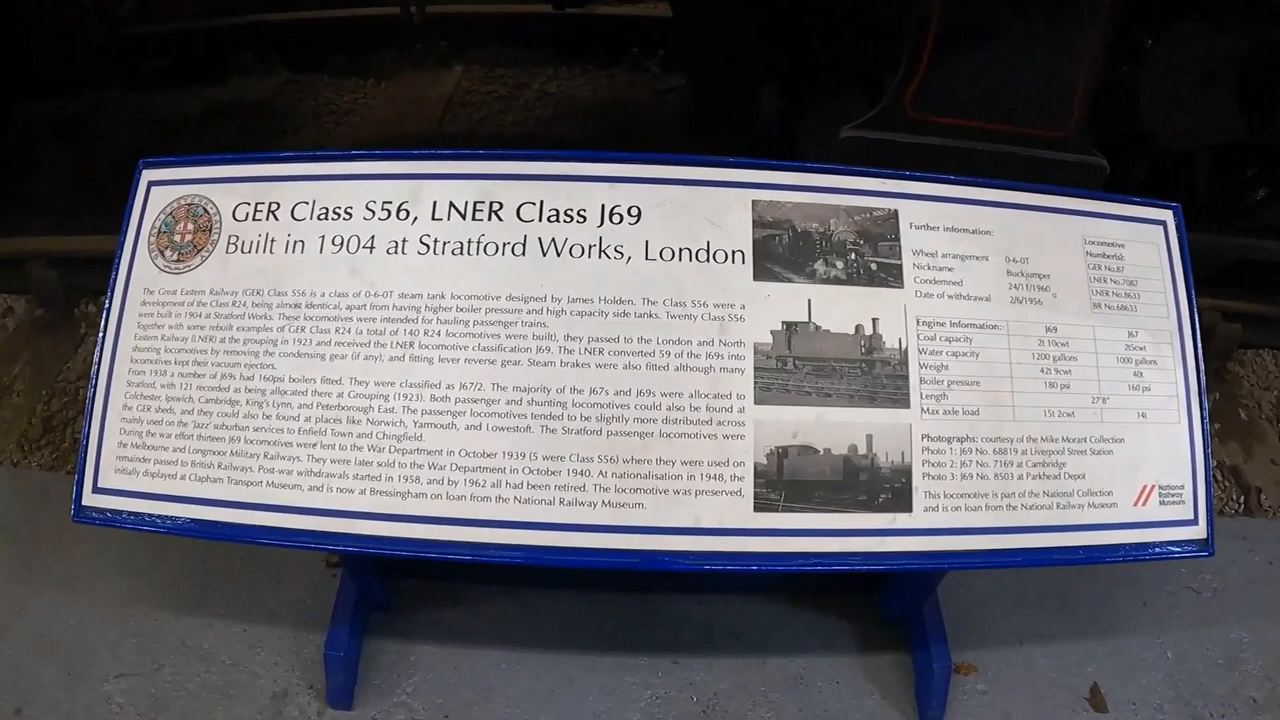 GER Class S56, LNER Class J69
Built in 1904 at Stratford Works, London
The Great Eastern Railway (GER) Class S56 is a class of 0-6-0T steam tank locomotive designed by James Holden. The Class S56 were a
development of the Class R24, being almost identical, apart from having higher boiler pressure and high capacity side tanks. Twenty Class S56
were built in 1904 at Stratford Works. These locomotives were intended for hauling passenger trains.
Together with some rebuilt examples of GER Class R24 (a total of 140 R24 locomotives were built), they passed to the London and North
Eastern Railway (LNER) at the grouping in 1923 and received the LNER locomotive classification J69. The LNER converted 59 of the J69s into
shunting locomotives by removing the condensing gear (if any), and fitting lever reverse gear. Steam brakes were also fitted although many
locomotives kept their vacuum ejectors.
From 1938 a number of J69s had 160psi boilers fitted. They were classified as J67/2. The majority of the J67s and J69s were allocated to
Stratford, with 121 recorded as being allocated there at Grouping (1923). Both passenger and shunting locomotives could also be found at
Colchester, Ipswich, Cambridge, King's Lynn, and Peterborough East. The passenger locomotives tended to be slightly more distributed across
the GER sheds, and they could also be found at places like Norwich, Yarmouth, and Lowestoft. The Stratford passenger locomotives were
mainly used on the 'Jazz' suburban services to Enfield Town and Chingfield.
During the war effort thirteen J69 locomotives were lent to the War Department in October 1939 (5 were Class S56) where they were used on
the Melbourne and Longmoor Military Railways. They were later sold to the War Department in October 1940. At nationalisation in 1948, the
remainder passed to British Railways. Post-war withdrawals started in 1958, and by 1962 all had been retired. The locomotive was preserved,
initially displayed at Clapham Transport Museum, and is now at Bressingham on loan from the National Railway Museum.
Further information:
Wheel arrangement 0-6-0T
Nickname Buckjumper
Condemned 24/11/1960
Date of withdrawal 2/6/1956
Locomotive
Number(s):
GER No.87
LNER No.7087
LNER No.8633
BR No.68633
Engine Information: J69 J67
Coal capacity 2t 10cwt 2t5cwt
Water capacity 1200 gallons 1000 gallons
Weight 42t 9cwt 40t
Boiler pressure 180 psi 160 psi
Length 27'8"
Max axle load 15t 2cwt 14t
Photographs: courtesy of the Mike Morant Collection
Photo 1: J69 No. 68819 at Liverpool Street Station
Photo 2: J67 No. 7169 at Cambridge
Photo 3: J69 No. 8503 at Parkhead Depot
This locomotive is part of the National Collection
and is on loan from the National Railway Museum
National
Railway
Museum